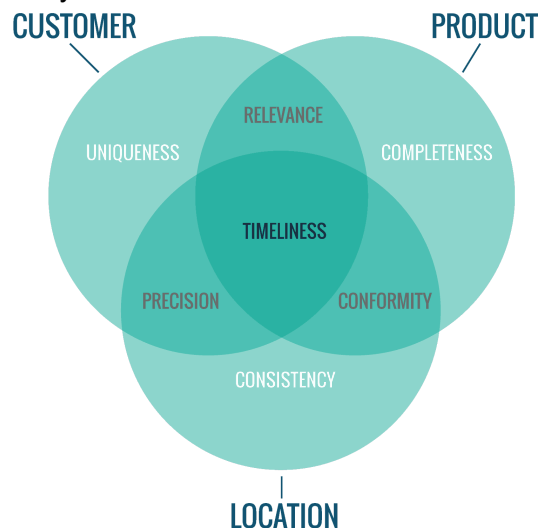 CUSTOMER
PRODUCT
RELEVANCE
UNIQUENESS
COMPLETENESS
TIMELINESS
PRECISION
CONFORMITY
CONSISTENCY
LOCATION